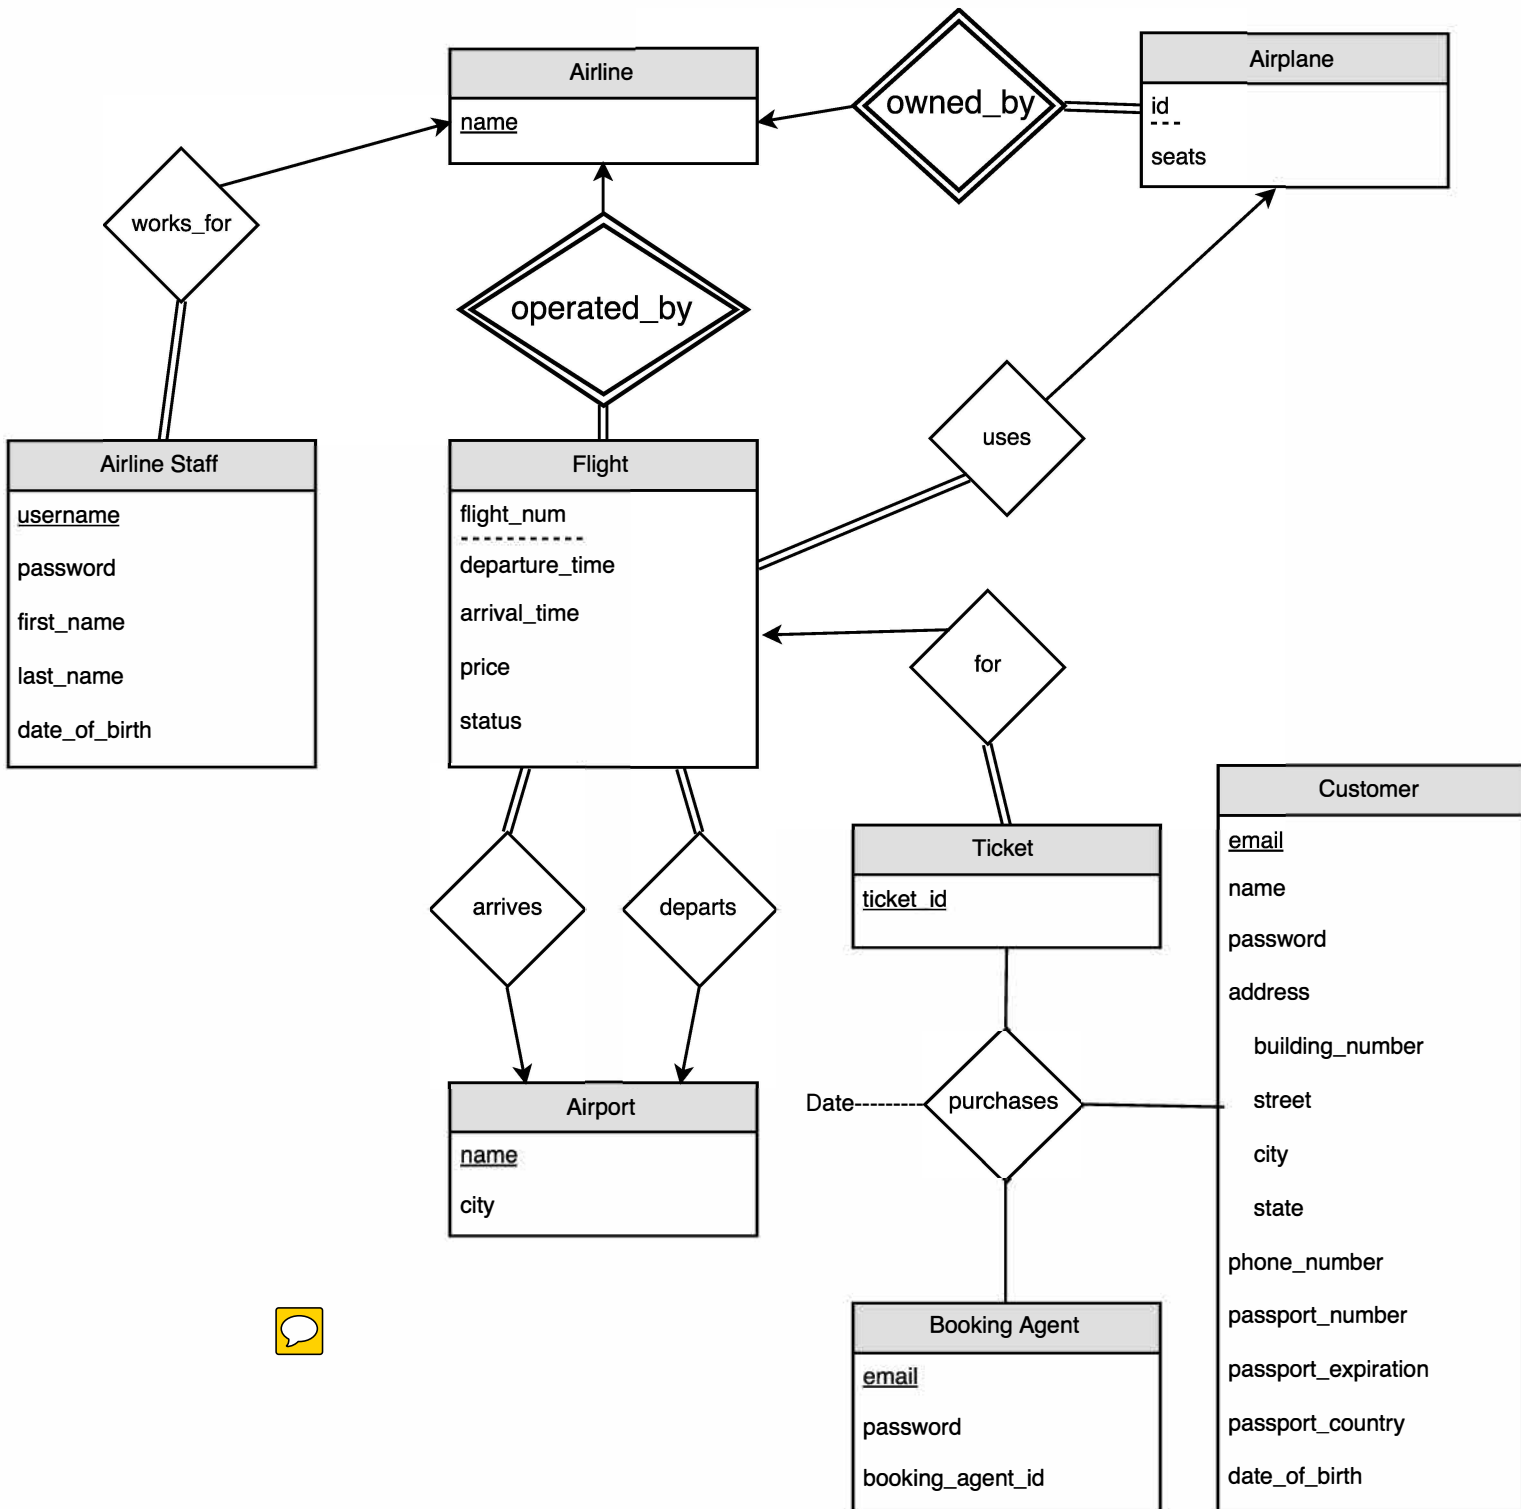 Airline
name
owned_by
Airplane
id
seats
works_for
operated_by
uses
Airline Staff
username
password
first_name
last_name
date_of_birth
Flight
flight_num
departure_time
arrival_time
price
status
for
arrives
departs
Ticket
ticket_id
Customer
email
name
password
address
building_number
street
city
state
phone_number
passport_number
passport_expiration
passport_country
date_of_birth
Date
purchases
Airport
name
city
Booking Agent
email
password
booking_agent_id